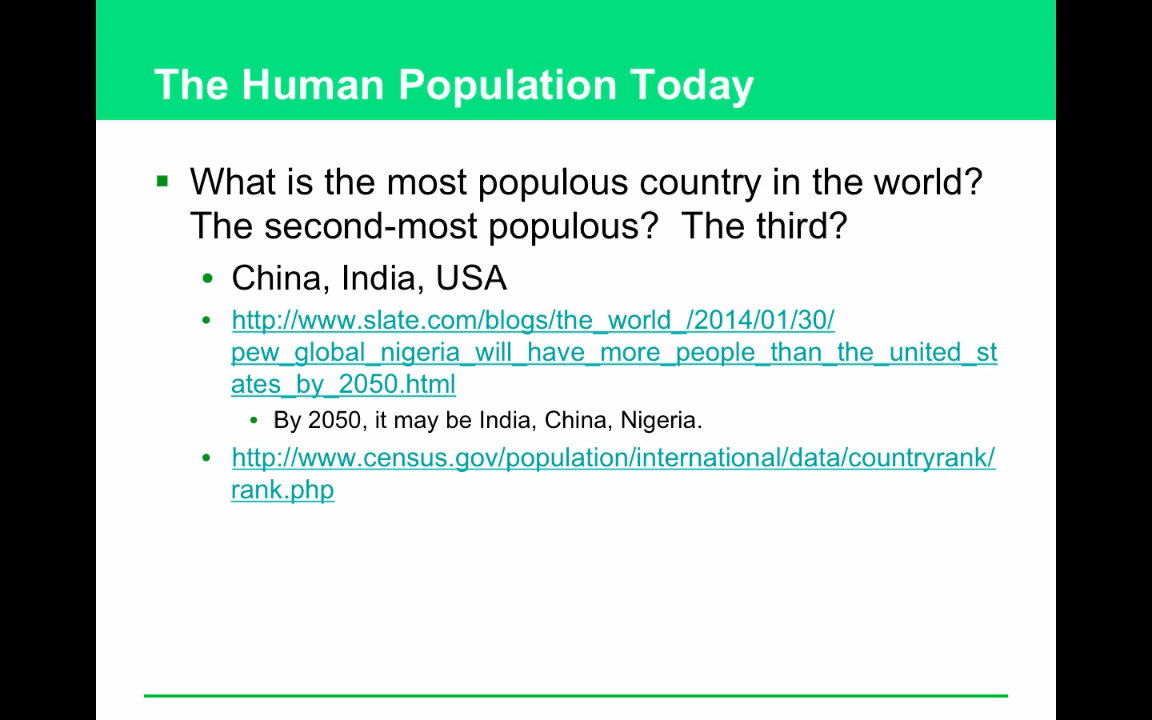 The Human Population Today
What is the most populous country in the world?
The second-most populous?  The third?
China, India, USA
http://www.slate.com/blogs/the_world_/2014/01/30/
pew_global_nigeria_will_have_more_people_than_the_united_st
ates_by_2050.html
By 2050, it may be India, China, Nigeria.
http://www.census.gov/population/international/data/countryrank/
rank.php